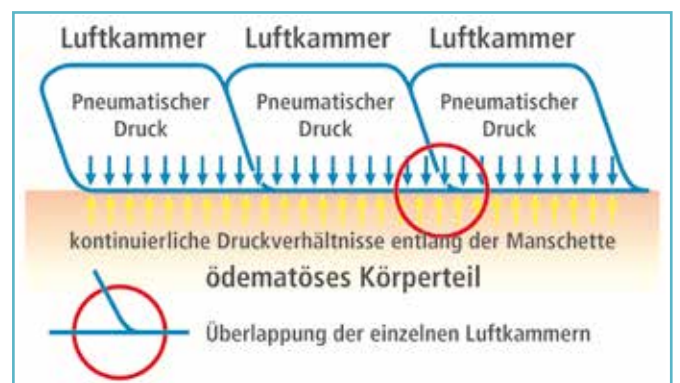 Luftkammer Luftkammer Luftkammer
Pneumatischer Pneumatischer Pneumatischer
Druck Druck Druck
kontinuierliche Druckverhältnisse entlang der Manschette
ödematöses Körperteil
Überlappung der einzelnen Luftkammern